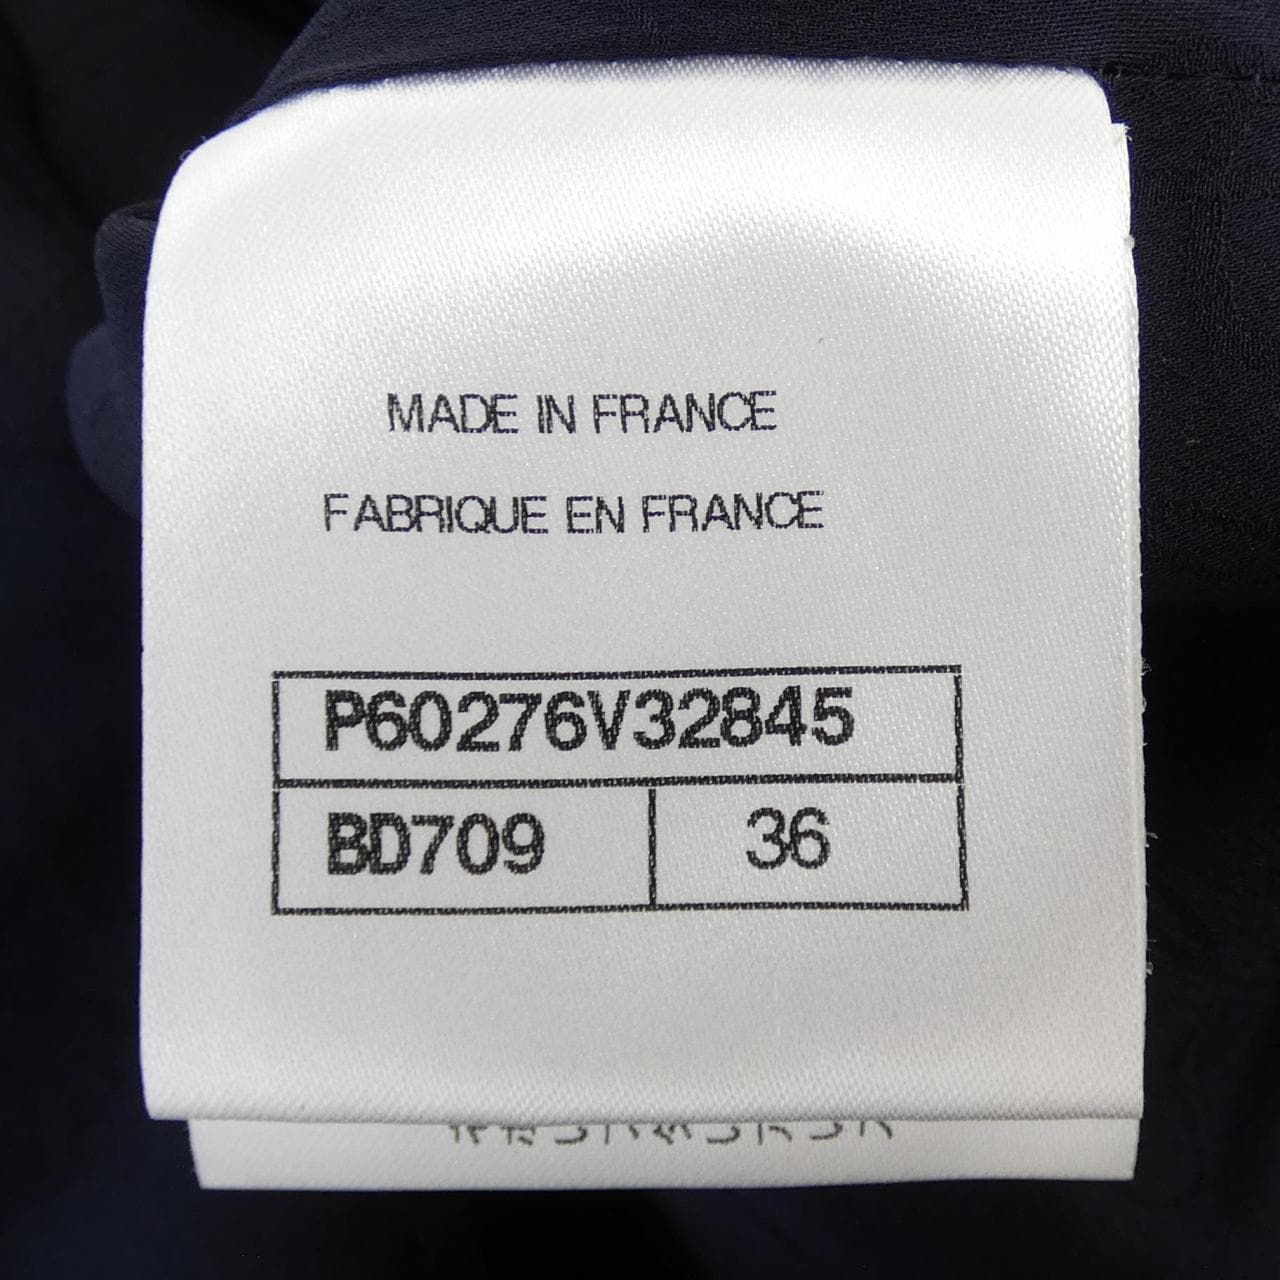 MADE IN FRANCE
FABRIQUE EN FRANCE
P60276V32845
BD709 36